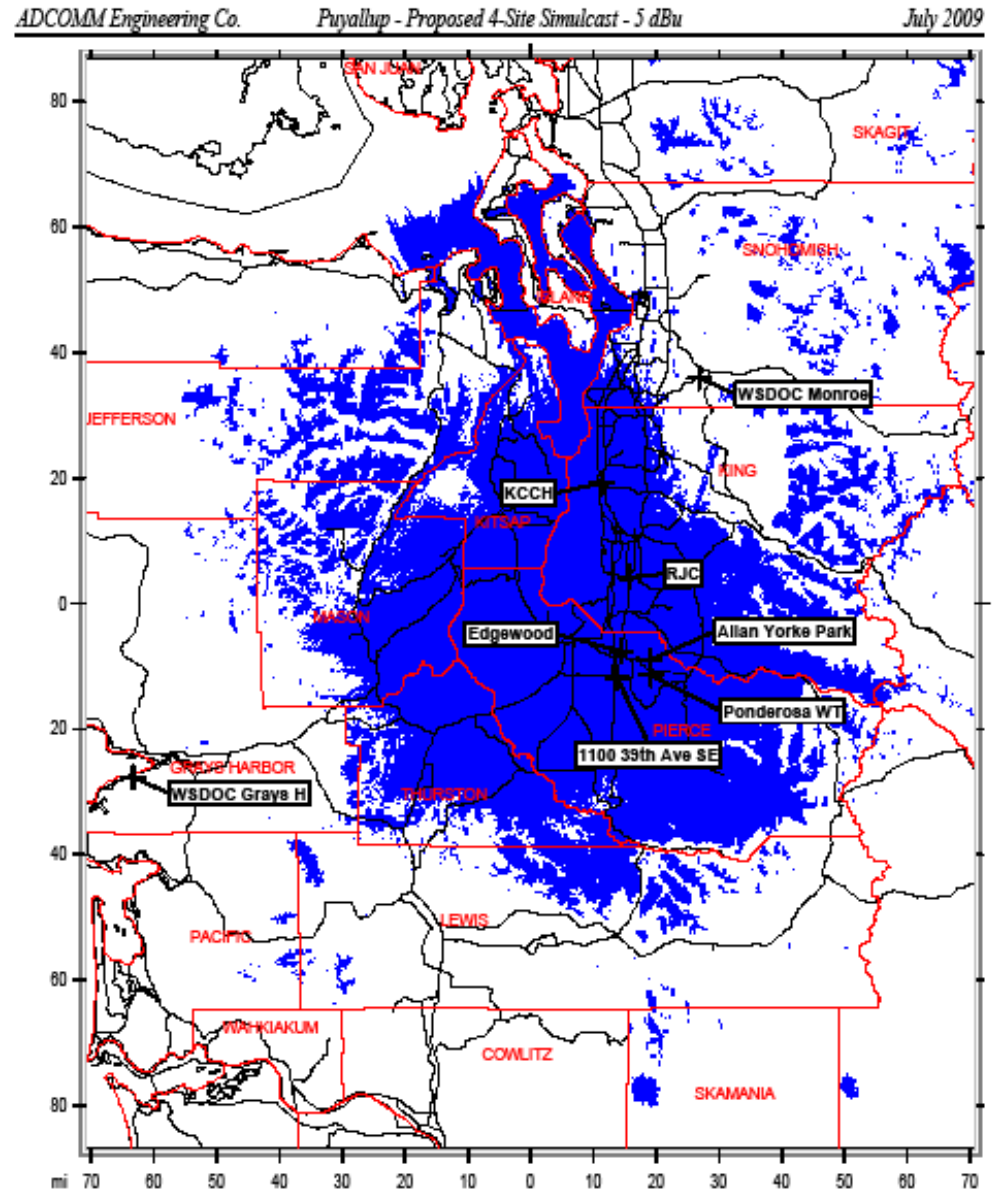 ADCOMM Engineering Co. Puyallup - Proposed 4-Site Simulcast - 5 dBu July 2009
SAN JUAN
80
SKAGIT
60
SNOHOMISH
ISLAND
40
WSDOC Monroe
JEFFERSON
KING
20
KCCH
KITSAP
RJC
0
MASON
Edgewood
Allan Yorke Park
Ponderosa WT
20
PIERCE
1100 39th Ave SE
GRAYS HARBOR
WSDOC Grays H
THURSTON
40
LEWIS
PACIFIC
60
WAHKIAKUM
COWLITZ
SKAMANIA
80
mi 70 60 50 40 30 20 10 0 10 20 30 40 50 60 70